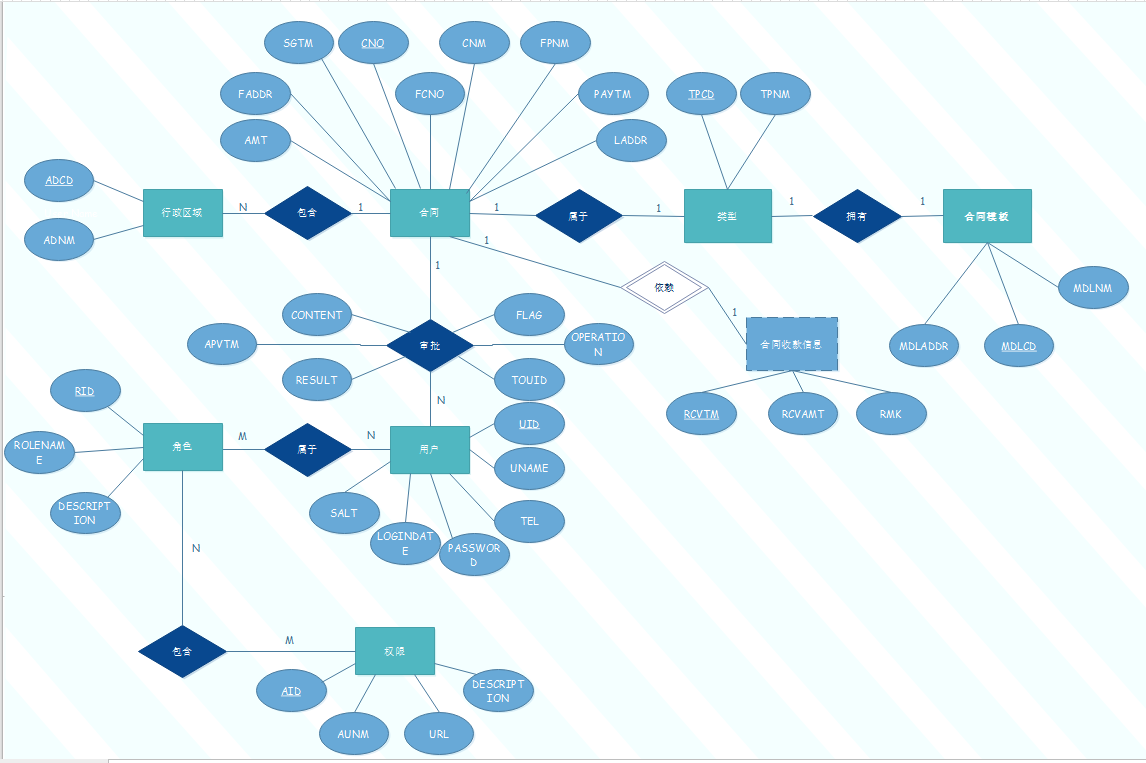 SGTM
CNO
CNM
FPNM
FADDR
FCNO
PAYTM
TPCD
TPNM
AMT
LADDR
ADCD
ADNM
行政区域
N
包含
1
合同
1
属于
1
类型
1
拥有
1
合同模板
1
1
依赖
1
合同收款信息
MDLNM
MDLADDR
MDLCD
RCVTM
RCVAMT
RMK
CONTENT
FLAG
APVTM
审批
OPERATIO
N
RESULT
TOUID
N
RID
ROLENAM
E
DESCRIPT
ION
角色
M
属于
N
用户
UID
UNAME
TEL
SALT
LOGINDAT
E
PASSWOR
D
N
包含
M
权限
AID
AUNM
URL
DESCRIPT
ION